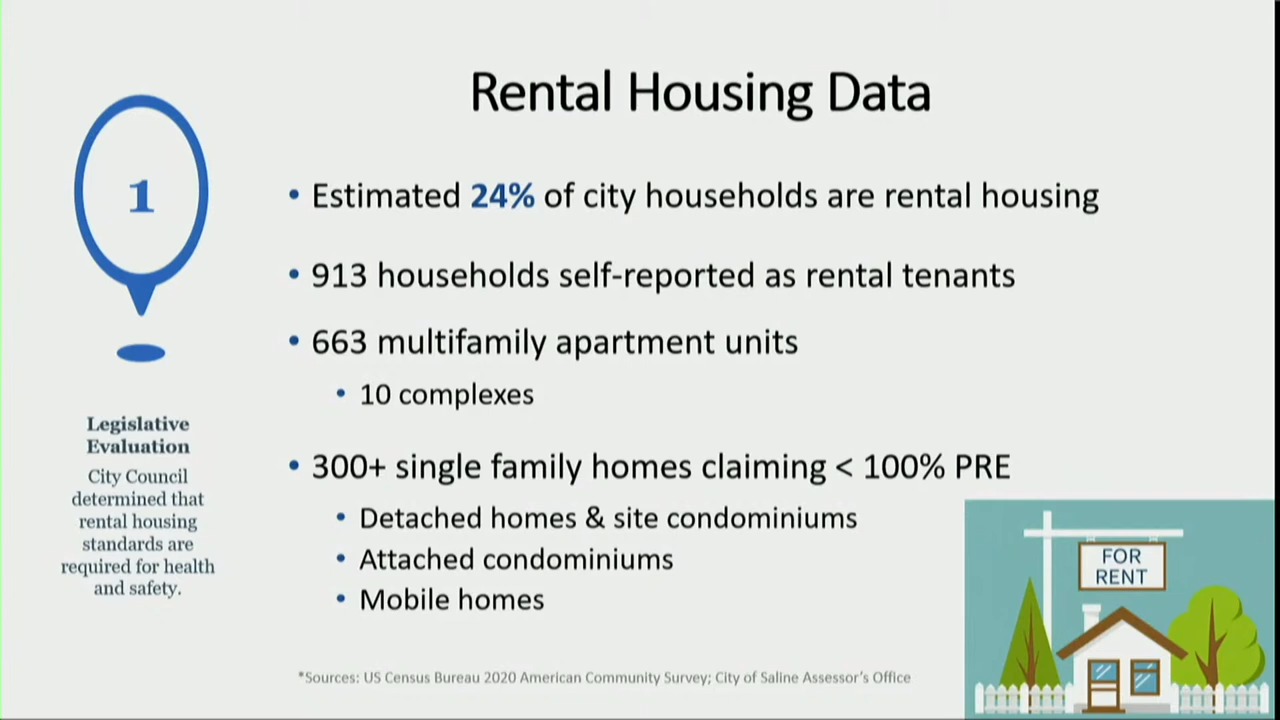 Rental Housing Data
1
Legislative
Evaluation
City Council
determined that
rental housing
standards are
required for health
and safety.
• Estimated 24% of city households are rental housing
• 913 households self-reported as rental tenants
• 663 multifamily apartment units
• 10 complexes
• 300+ single family homes claiming < 100% PRE
• Detached homes & site condominiums
• Attached condominiums
• Mobile homes
FOR
RENT
*Sources: US Census Bureau 2020 American Community Survey; City of Saline Assessor's Office